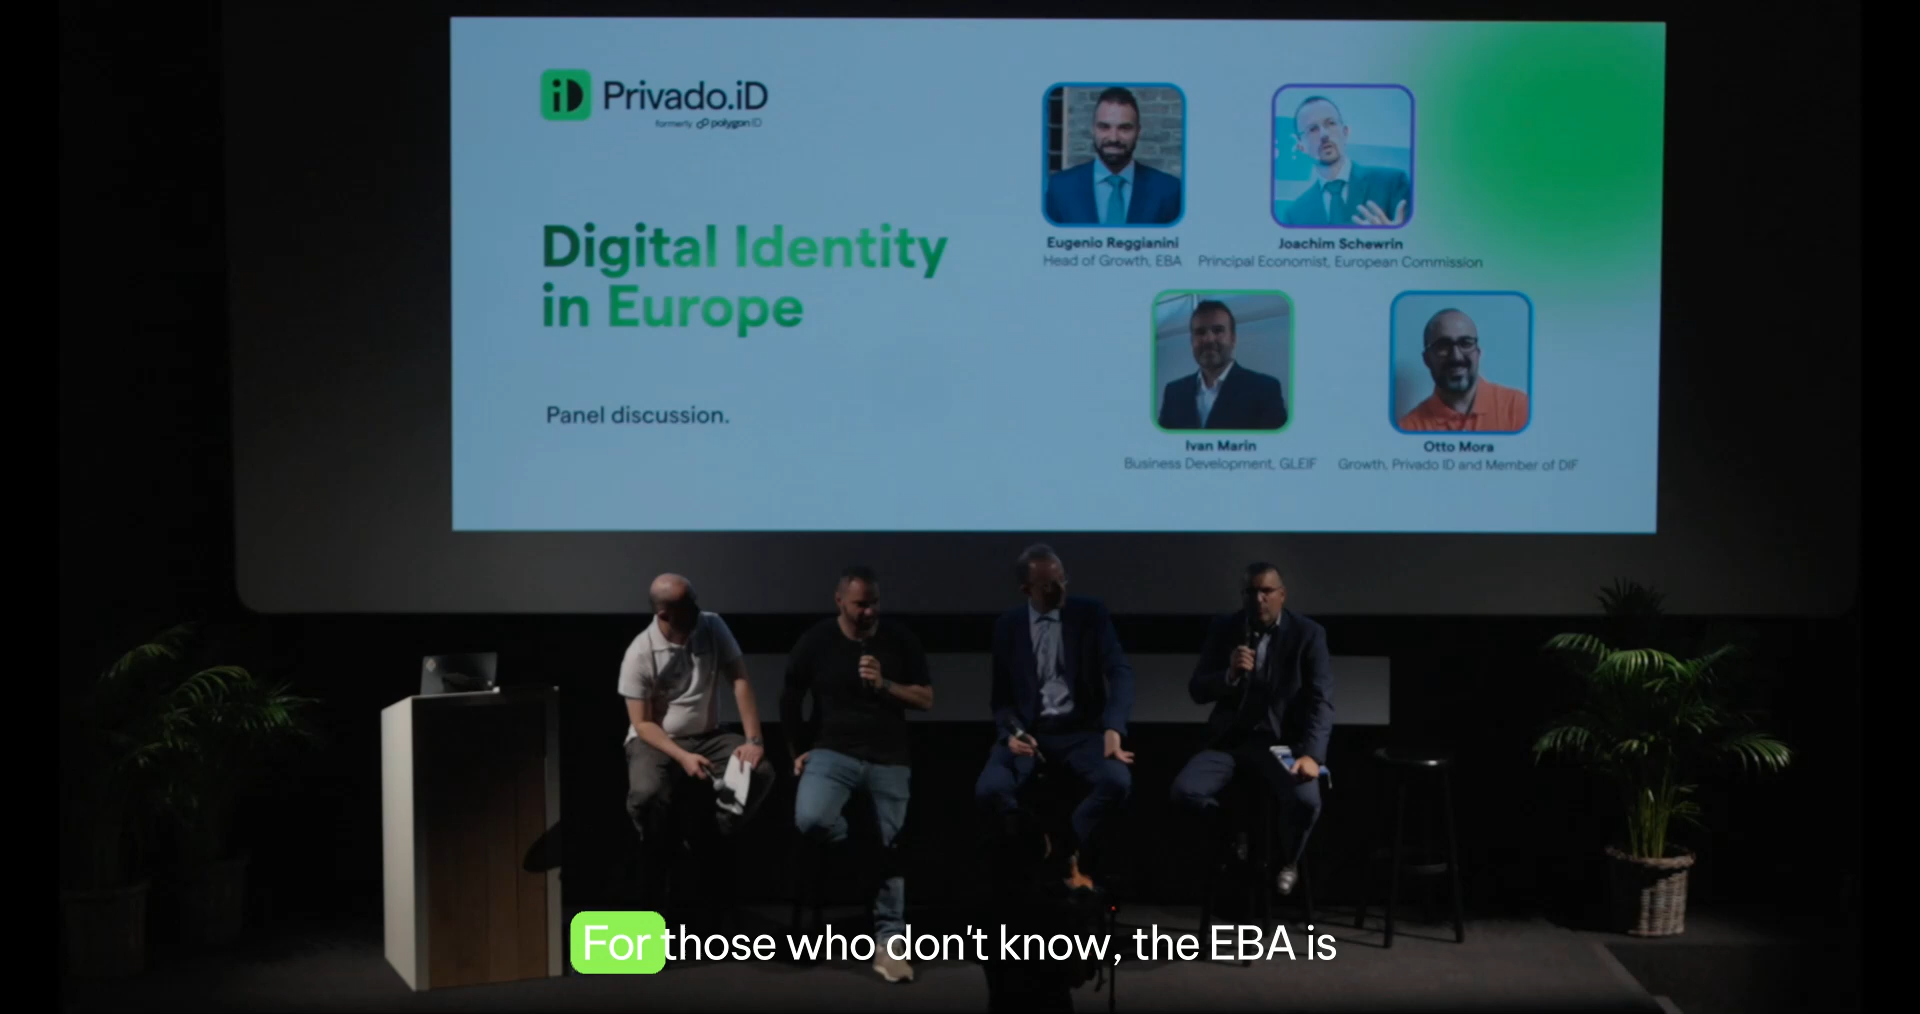 iD Privado.iD
formerly polygon ID
Digital Identity
in Europe
Panel discussion.
Eugenio Reggianini
Head of Growth, EBA
Joachim Schewrin
Principal Economist, European Commission
Ivan Marin
Business Development, GLEIF
Otto Mora
Growth, Privado ID and Member of DIF
For those who don't know, the EBA is